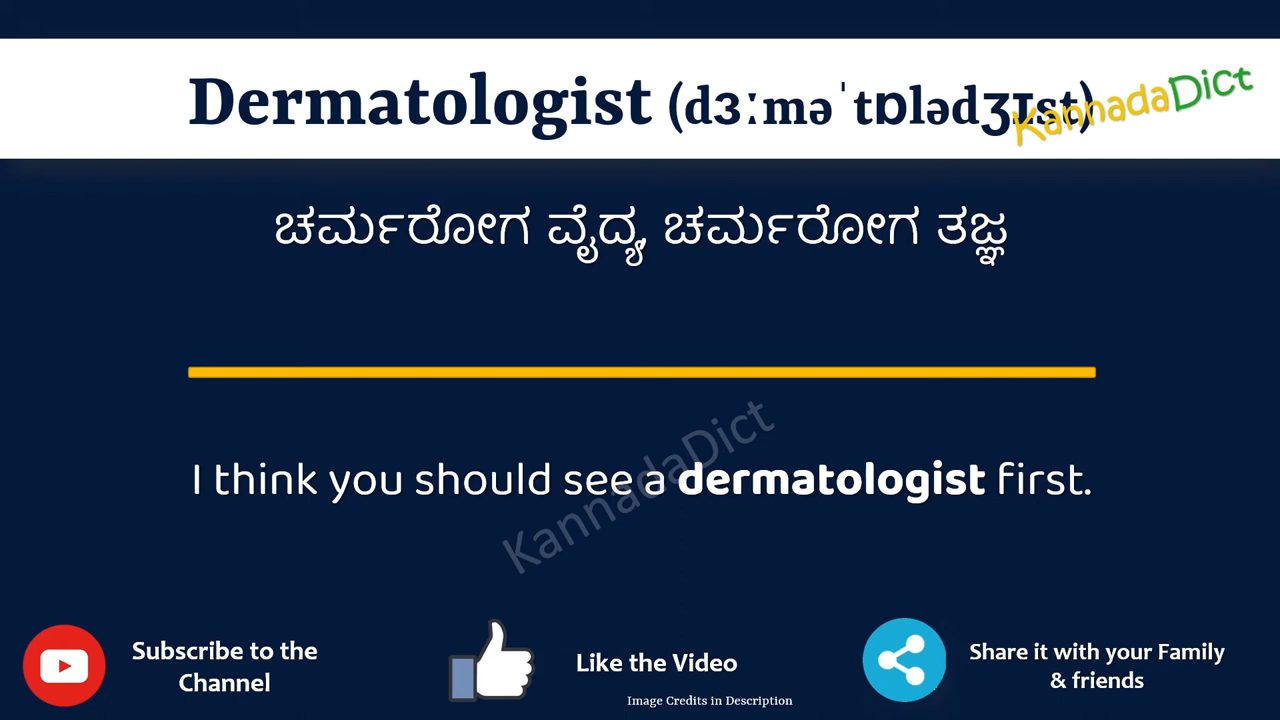 Dermatologist (dɜːməˈtɒlədʒɪst)
KannadaDict
ಚರ್ಮರೋಗ ವೈದ್ಯ, ಚರ್ಮರೋಗ ತಜ್ಞ
I think you should see a dermatologist first.
KannadaDict
Subscribe to the
Channel
Like the Video
Image Credits in Description
Share it with your Family
& friends